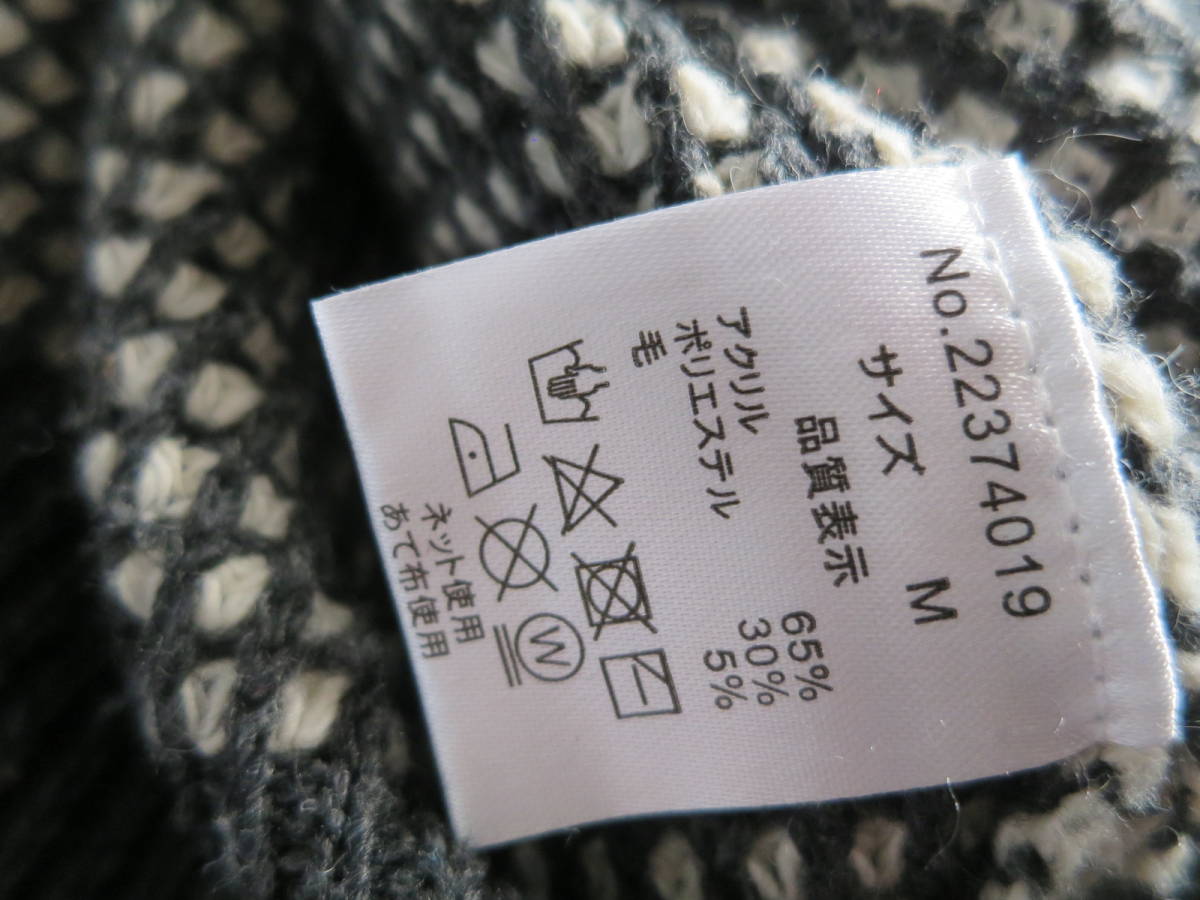 No.22374019
サイズ M
品質表示
アクリル 65%
ポリエステル 30%
毛 5%
W
ネット使用
あて布使用